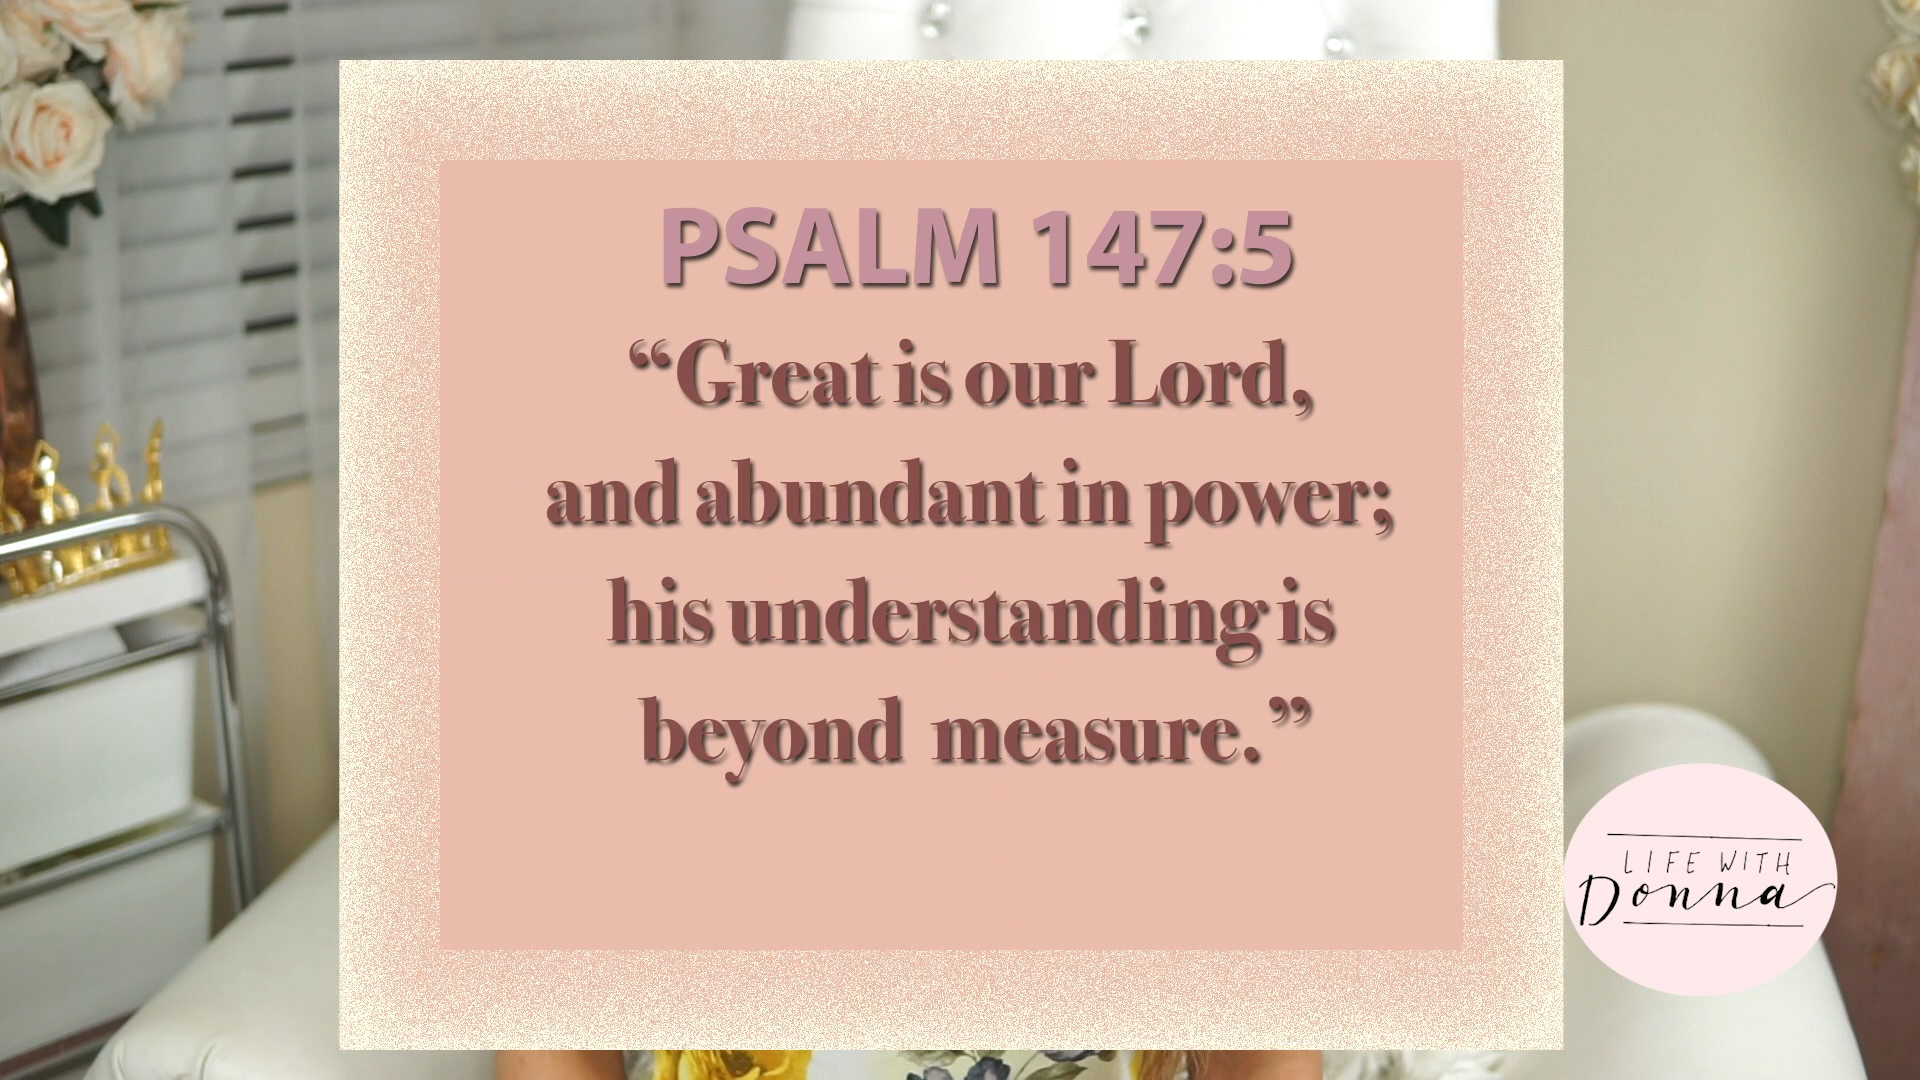 PSALM 147:5
“Great is our Lord,
and abundant in power;
his understanding is
beyond measure.”
LIFE WITH
Donna